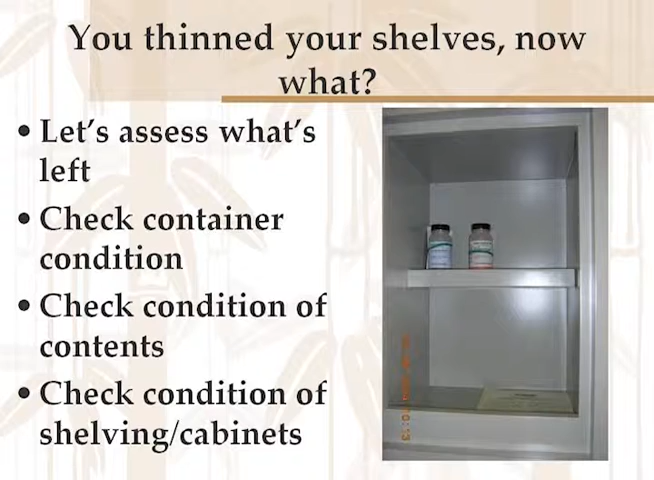 You thinned your shelves, now
what?
• Let's assess what's
left
• Check container
condition
• Check condition of
contents
• Check condition of
shelving/cabinets